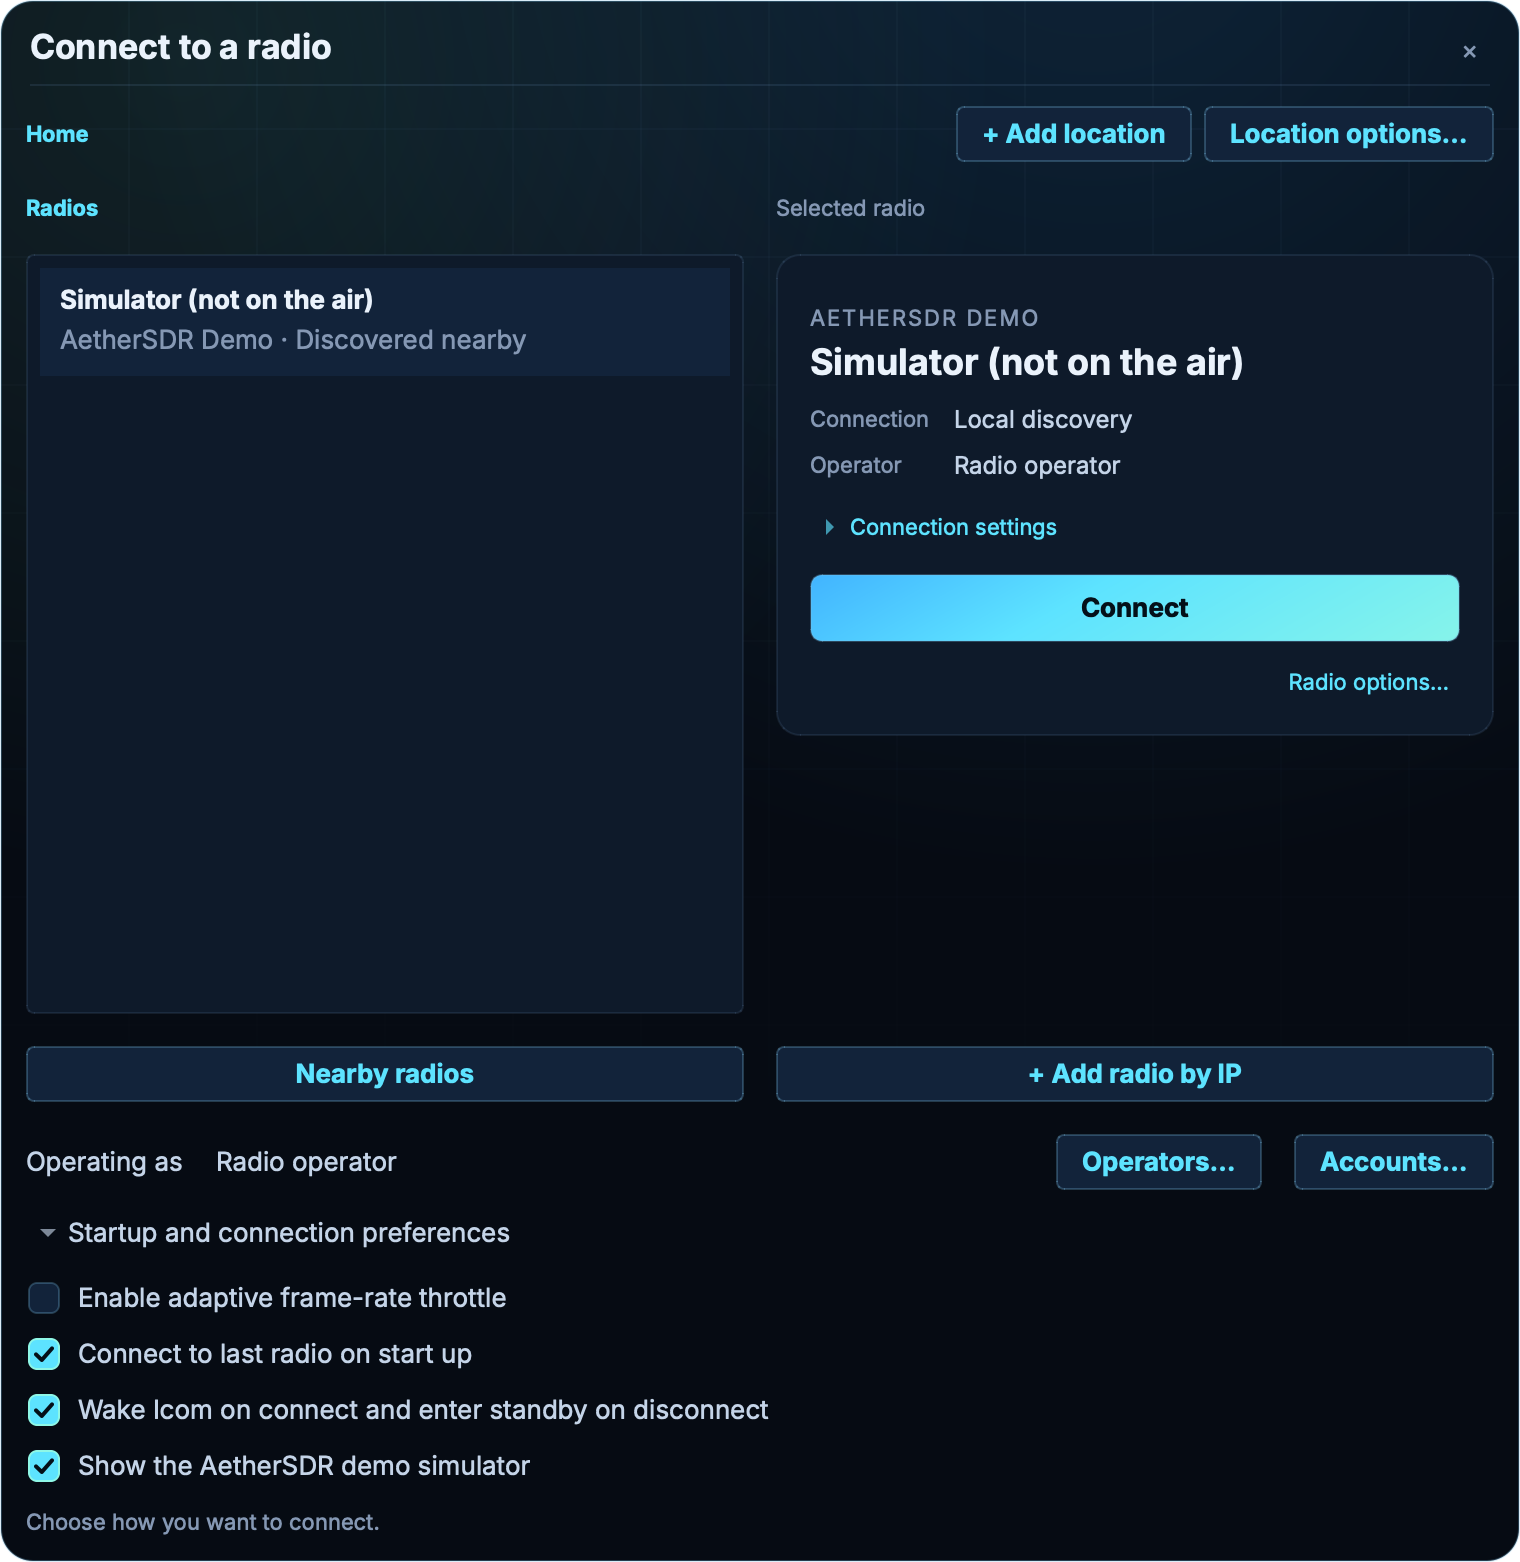 Connect to a radio
×
Home
+ Add location
Location options...
Radios
Selected radio
Simulator (not on the air)
AetherSDR Demo · Discovered nearby
AETHERSDR DEMO
Simulator (not on the air)
Connection Local discovery
Operator Radio operator
Connection settings
Connect
Radio options...
Nearby radios
+ Add radio by IP
Operating as Radio operator
Operators...
Accounts...
Startup and connection preferences
Enable adaptive frame-rate throttle
Connect to last radio on start up
Wake Icom on connect and enter standby on disconnect
Show the AetherSDR demo simulator
Choose how you want to connect.